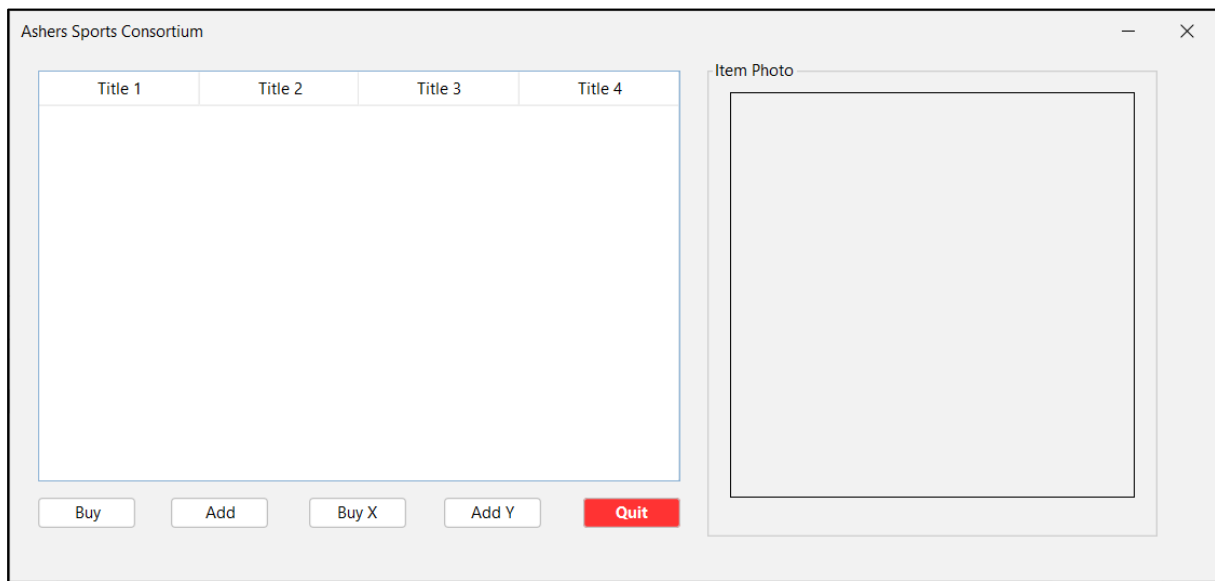 Ashers Sports Consortium
Item Photo
Title 1 Title 2 Title 3 Title 4
Buy Add Buy X Add Y Quit